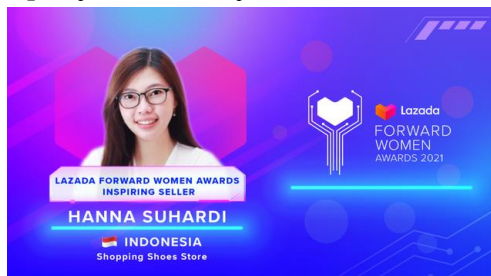 LAZADA FORWARD WOMEN AWARDS
INSPIRING SELLER
HANNA SUHARDI
INDONESIA
Shopping Shoes Store
Lazada
FORWARD
WOMEN
AWARDS 2021